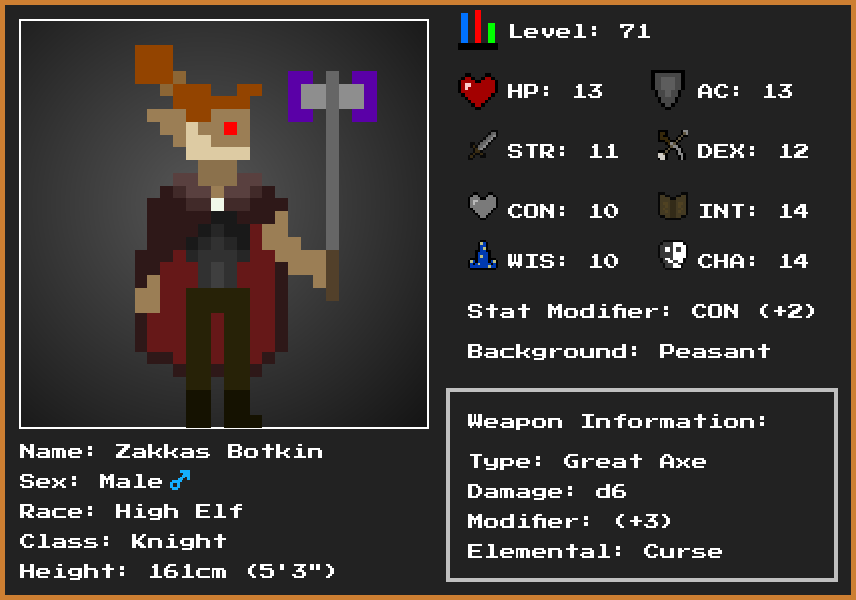 Level: 71
HP: 13
AC: 13
STR: 11
DEX: 12
CON: 10
INT: 14
WIS: 10
CHA: 14
Stat Modifier: CON (+2)
Background: Peasant
Name: Zakkas Botkin
Sex: Male♂
Race: High Elf
Class: Knight
Height: 161cm (5'3")
Weapon Information:
Type: Great Axe
Damage: d6
Modifier: (+3)
Elemental: Curse